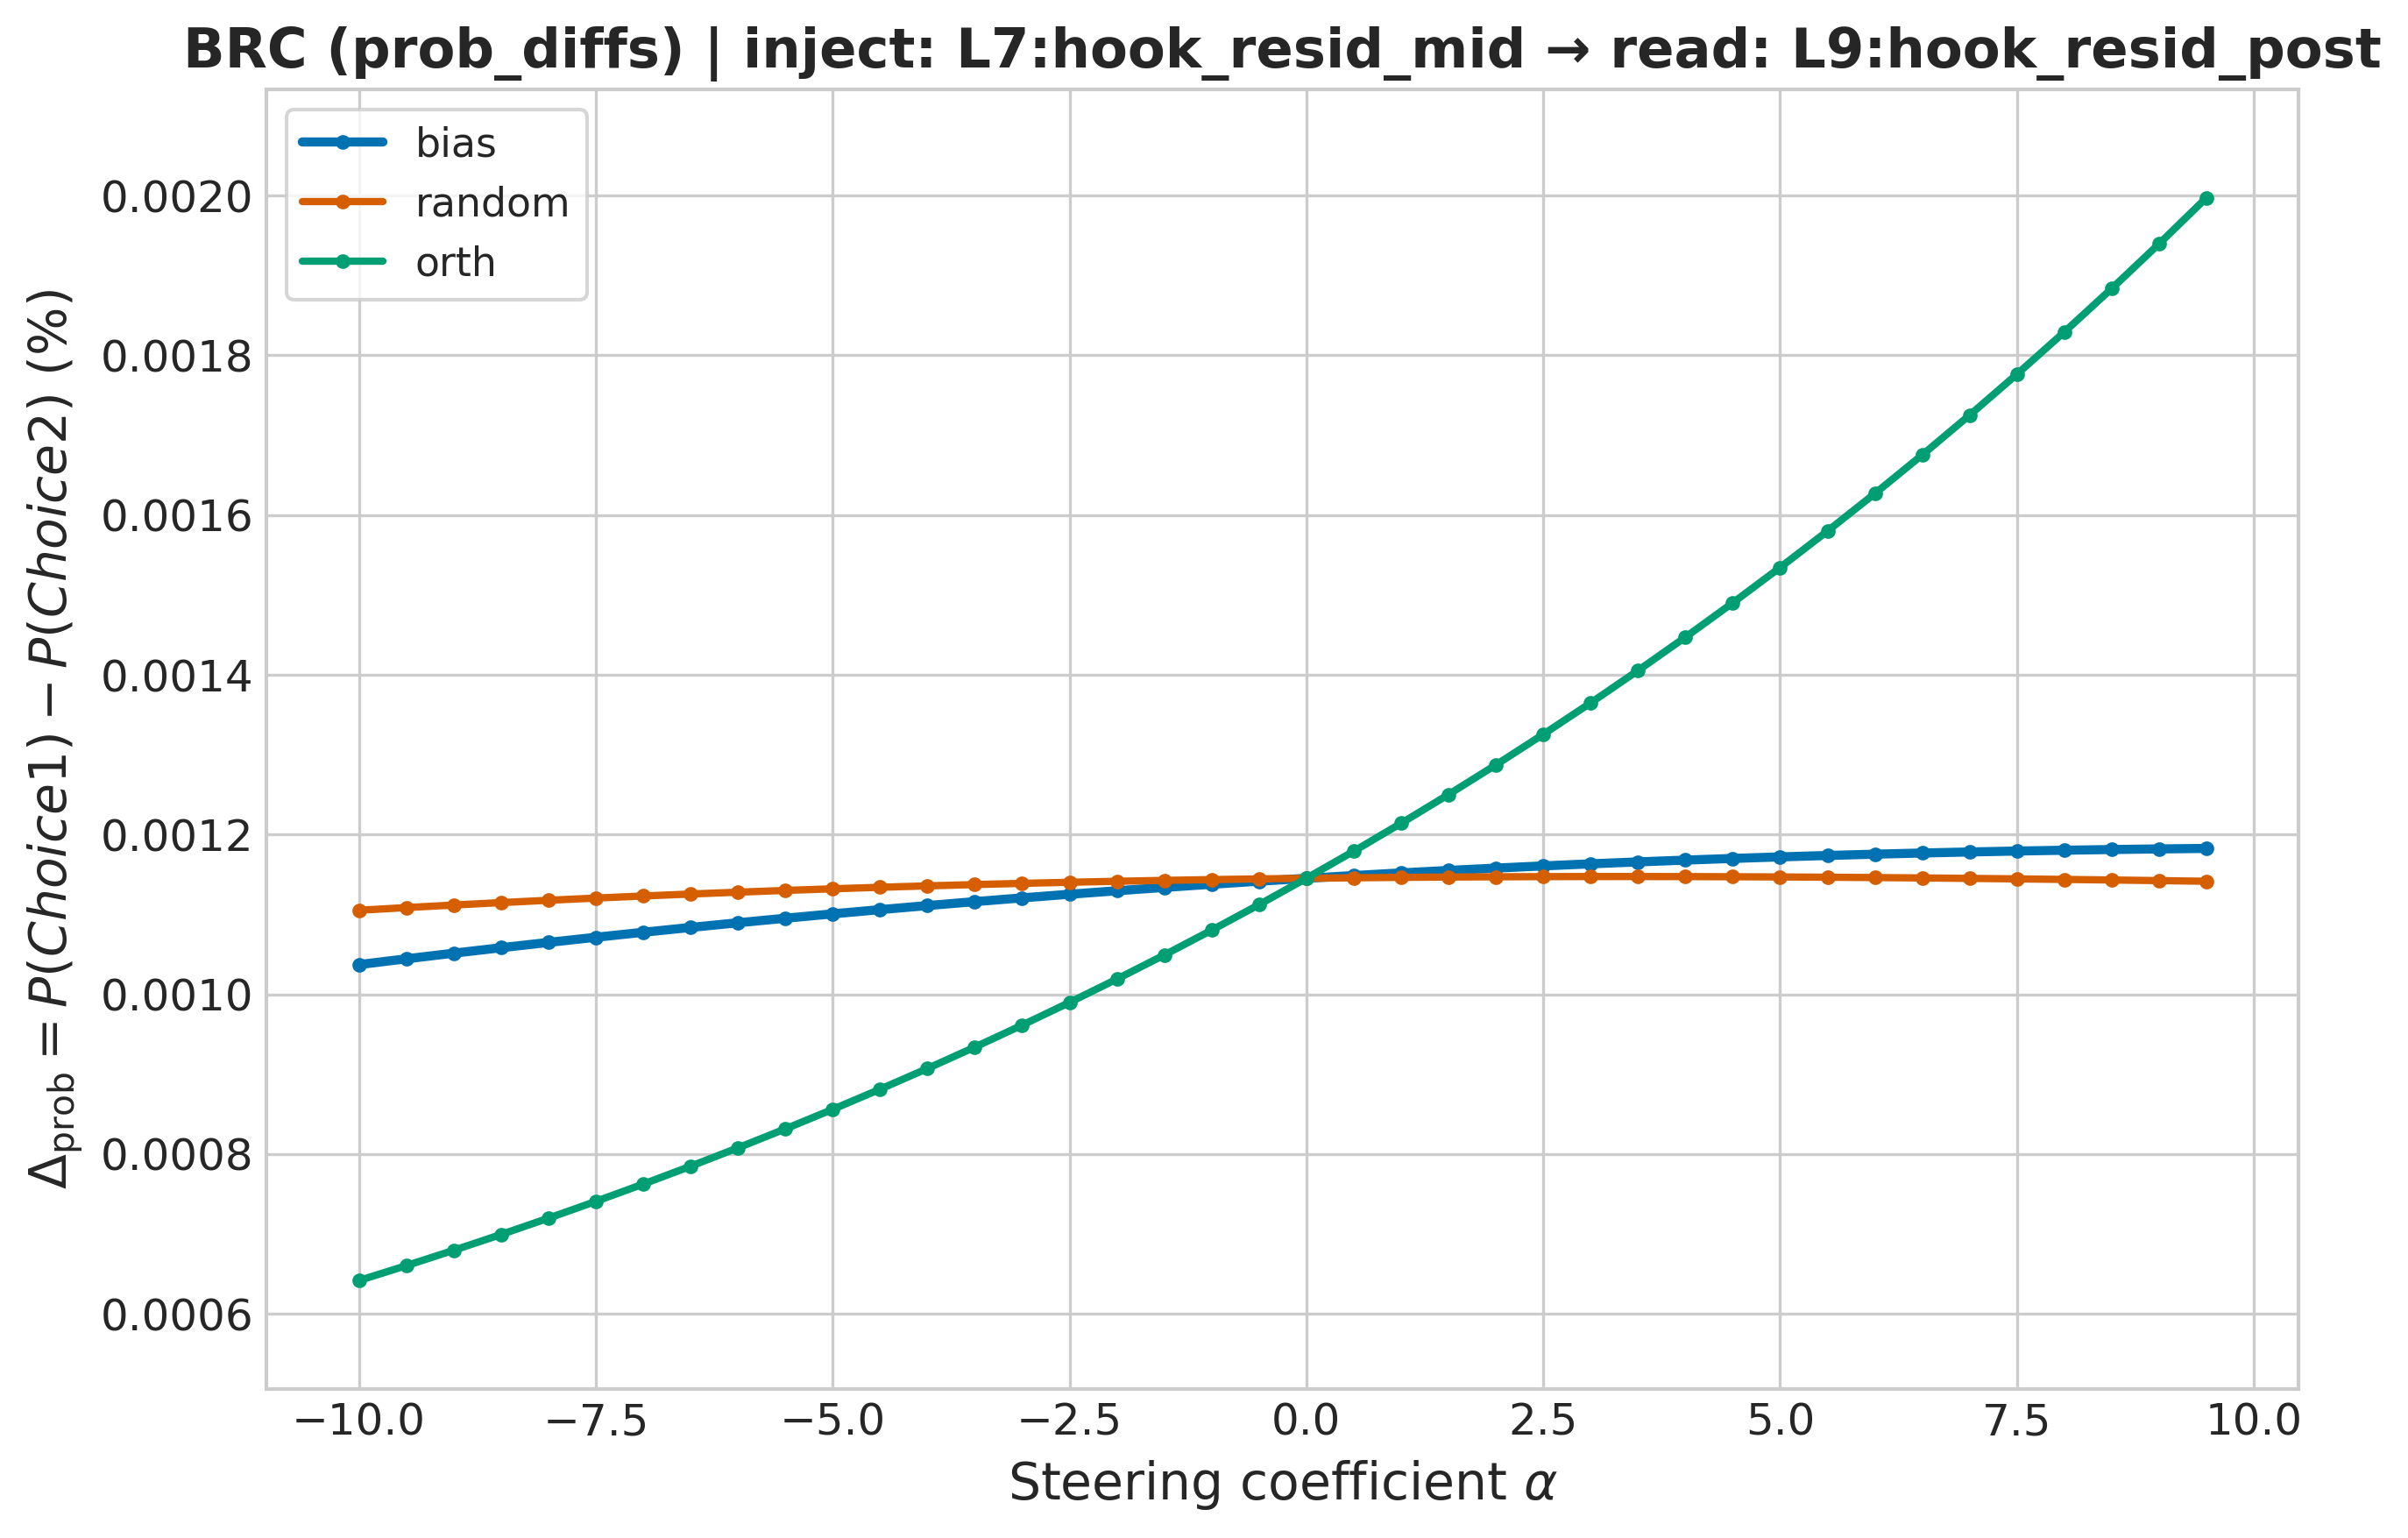 BRC (prob_diffs) | inject: L7:hook_resid_mid → read: L9:hook_resid_post
bias
random
orth
Δprob = P(Choice1) − P(Choice2) (%)
0.0020
0.0018
0.0016
0.0014
0.0012
0.0010
0.0008
0.0006
−10.0 −7.5 −5.0 −2.5 0.0 2.5 5.0 7.5 10.0
Steering coefficient α